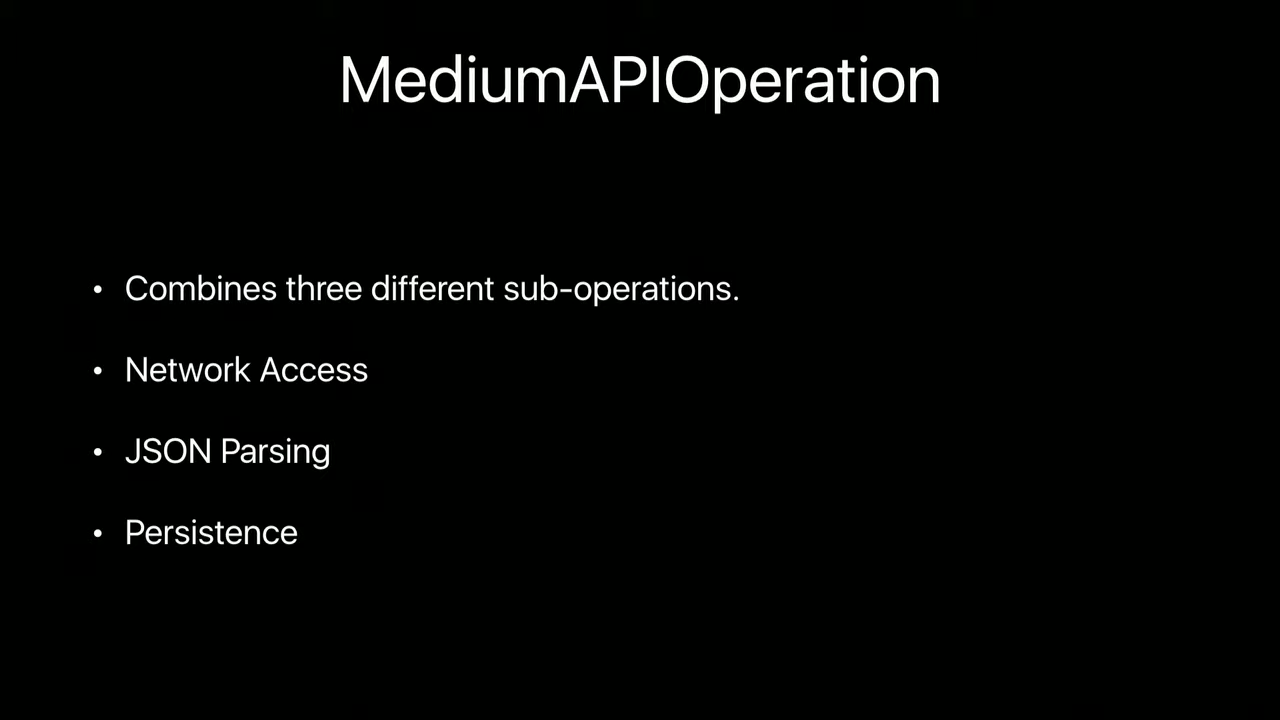 MediumAPIOperation
• Combines three different sub-operations.
• Network Access
• JSON Parsing
• Persistence